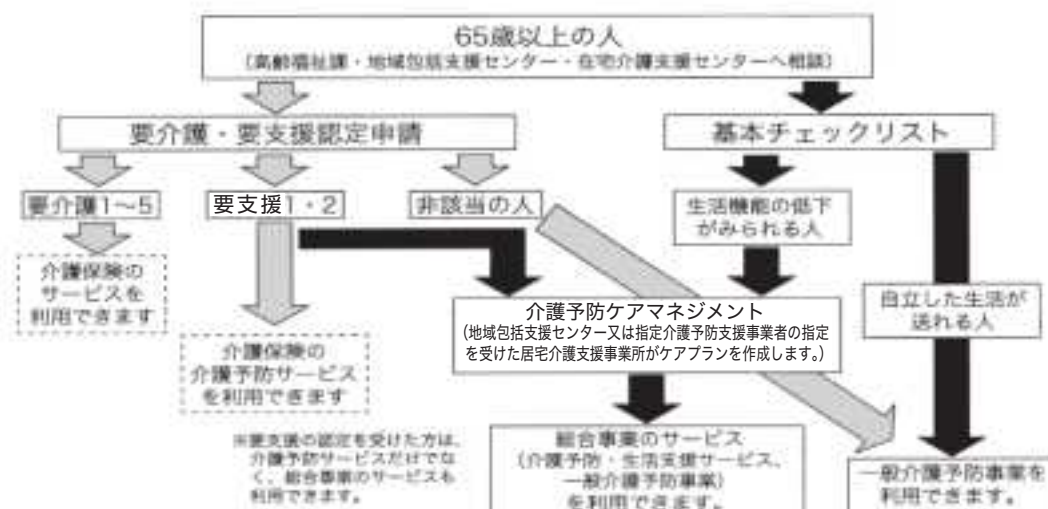 65歳以上の人
(高齢福祉課・地域包括支援センター・在宅介護支援センターへ相談)
要介護・要支援認定申請
基本チェックリスト
要介護1～5
要支援1・2
非該当の人
生活機能の低下
がみられる人
介護保険の
サービスを
利用できます
介護予防ケアマネジメント
(地域包括支援センター又は指定介護予防支援事業者の指定
を受けた居宅介護支援事業所がケアプランを作成します。)
自立した生活が
送れる人
介護保険の
介護予防サービス
を利用できます
※要支援の認定を受けた方は、
介護予防サービスだけでな
く、総合事業のサービスも
利用できます。
総合事業のサービス
(介護予防・生活支援サービス、
一般介護予防事業)
を利用できます。
一般介護予防事業を
利用できます。